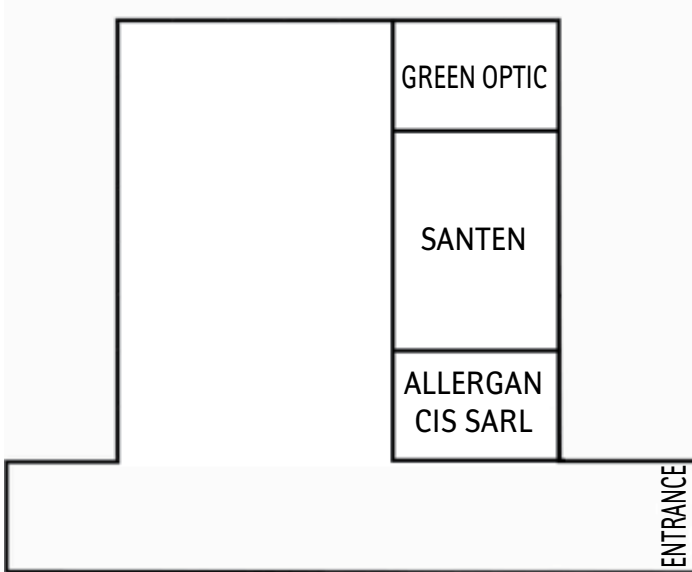 GREEN OPTIC
SANTEN
ALLERGAN
CIS SARL
ENTRANCE